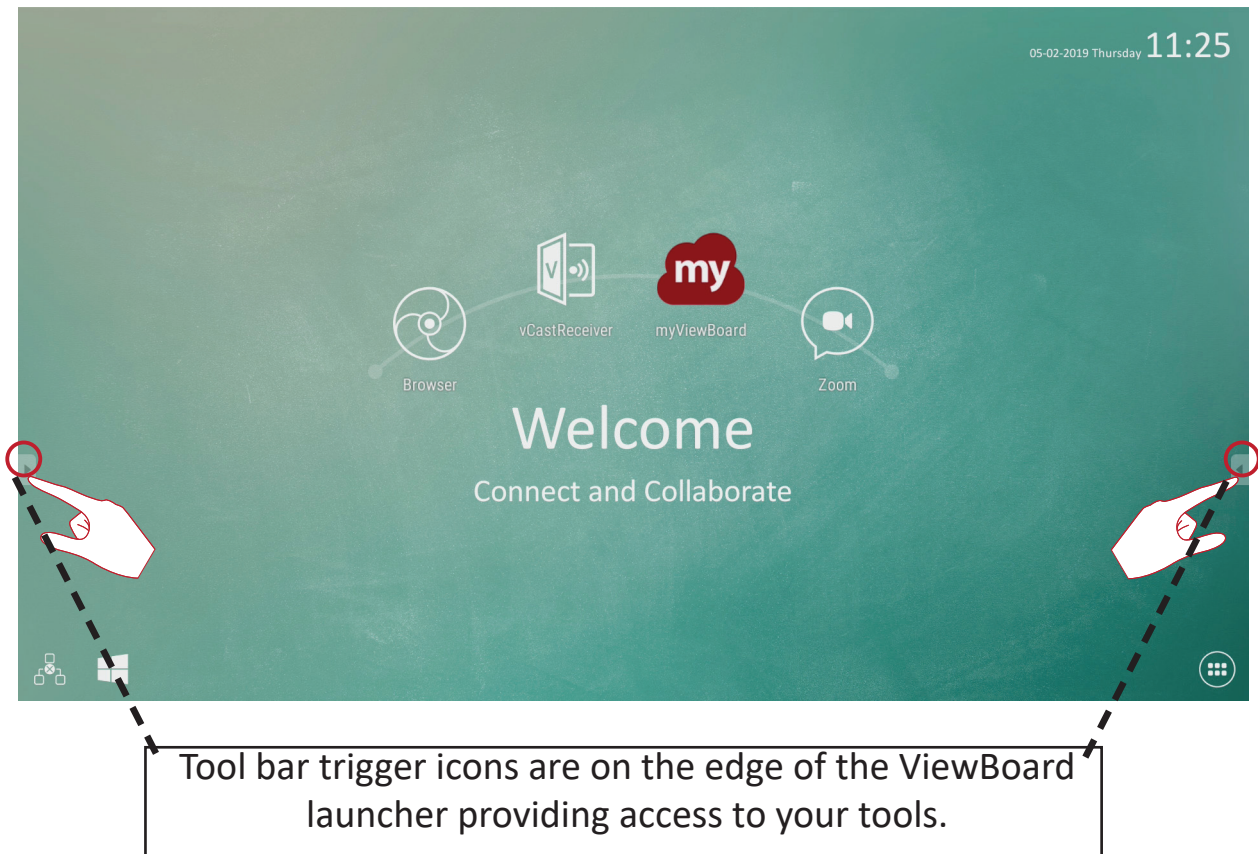 05-02-2019 Thursday 11:25
V
my
vCastReceiver
myViewBoard
Browser
Zoom
Welcome
Connect and Collaborate
Tool bar trigger icons are on the edge of the ViewBoard
launcher providing access to your tools.